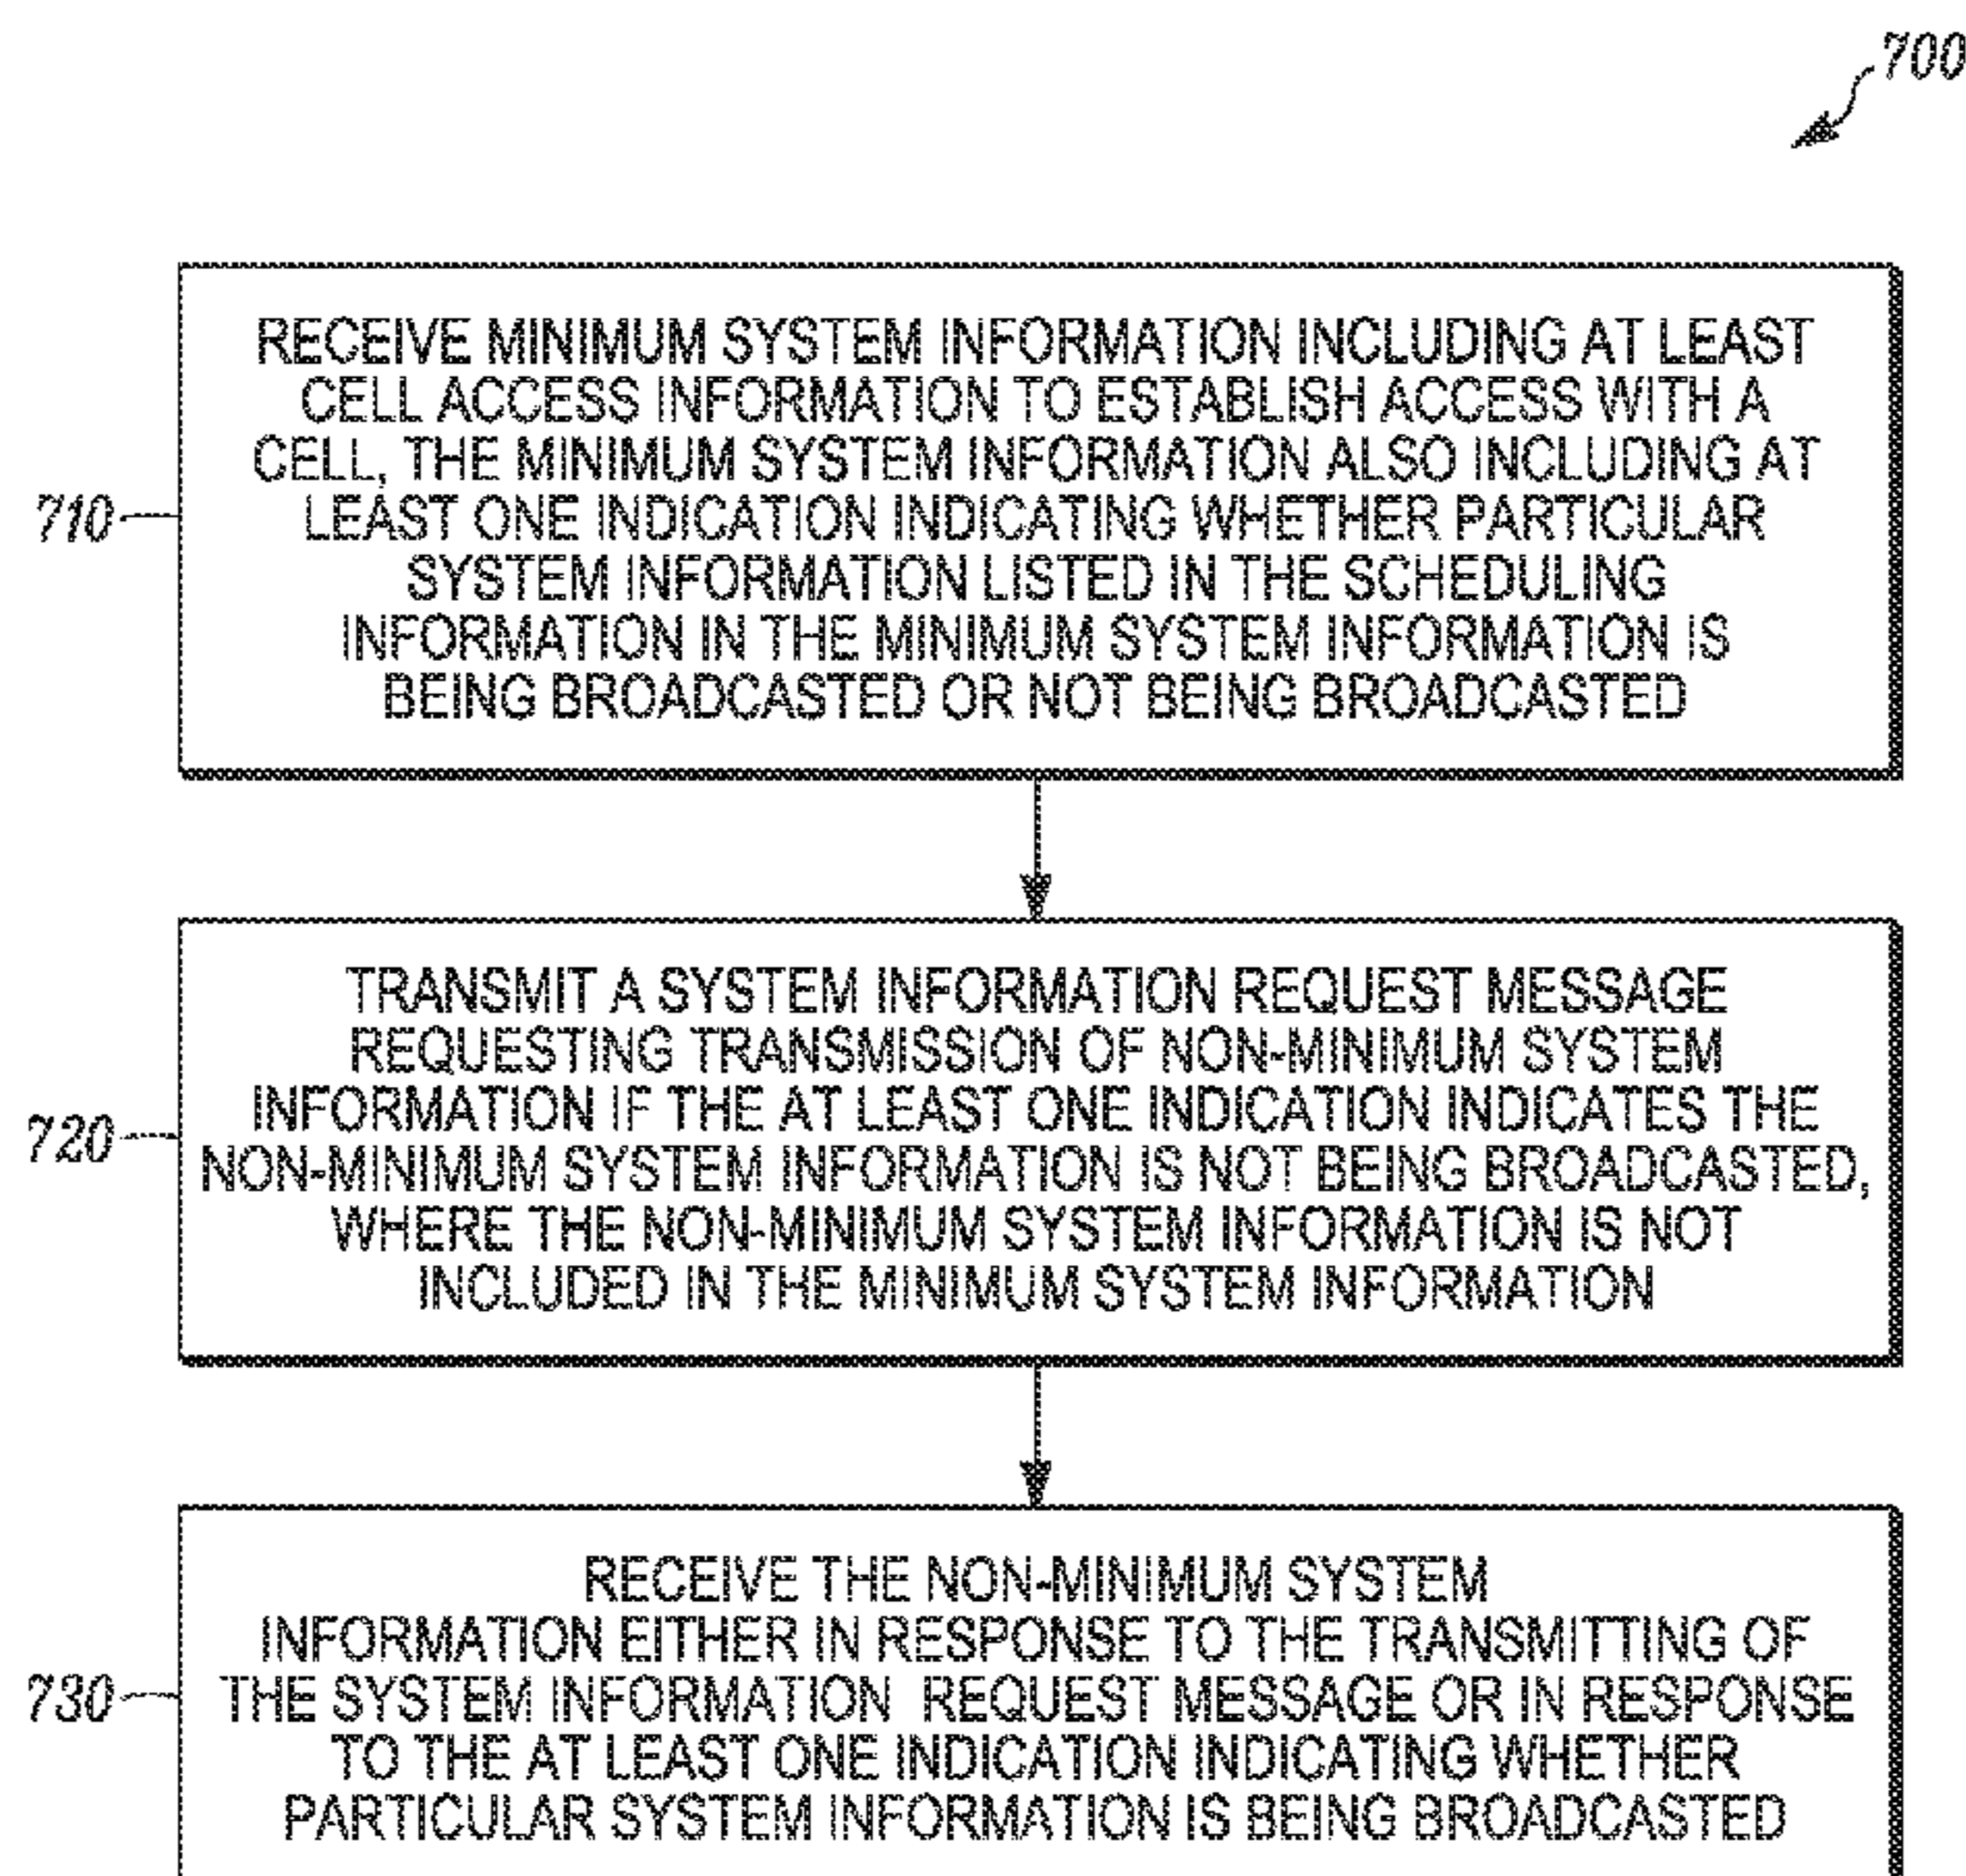 700
RECEIVE MINIMUM SYSTEM INFORMATION INCLUDING AT LEAST
CELL ACCESS INFORMATION TO ESTABLISH ACCESS WITH A
CELL, THE MINIMUM SYSTEM INFORMATION ALSO INCLUDING AT
710
LEAST ONE INDICATION INDICATING WHETHER PARTICULAR
SYSTEM INFORMATION LISTED IN THE SCHEDULING
INFORMATION IN THE MINIMUM SYSTEM INFORMATION IS
BEING BROADCASTED OR NOT BEING BROADCASTED
TRANSMIT A SYSTEM INFORMATION REQUEST MESSAGE
REQUESTING TRANSMISSION OF NON-MINIMUM SYSTEM
INFORMATION IF THE AT LEAST ONE INDICATION INDICATES THE
720
NON-MINIMUM SYSTEM INFORMATION IS NOT BEING BROADCASTED,
WHERE THE NON-MINIMUM SYSTEM INFORMATION IS NOT
INCLUDED IN THE MINIMUM SYSTEM INFORMATION
RECEIVE THE NON-MINIMUM SYSTEM
INFORMATION EITHER IN RESPONSE TO THE TRANSMITTING OF
730
THE SYSTEM INFORMATION REQUEST MESSAGE OR IN RESPONSE
TO THE AT LEAST ONE INDICATION INDICATING WHETHER
PARTICULAR SYSTEM INFORMATION IS BEING BROADCASTED